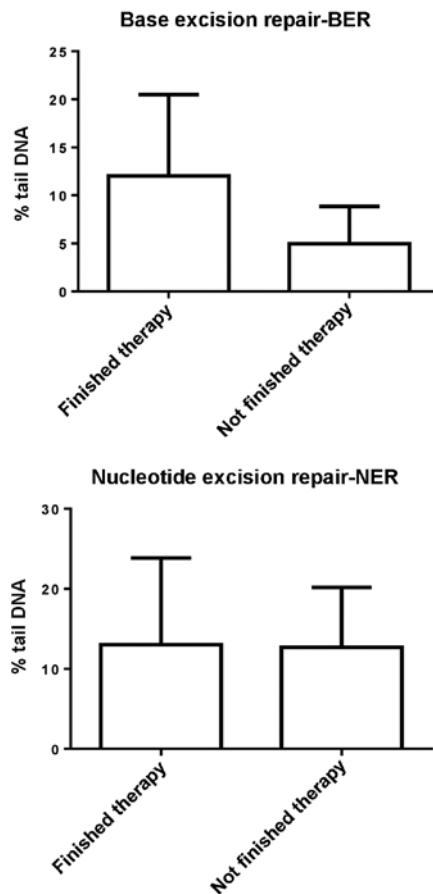 Base excision repair-BER
% tail DNA
25
20
15
10
5
0
Finished therapy
Not finished therapy
Nucleotide excision repair-NER
% tail DNA
30
20
10
0
Finished therapy
Not finished therapy